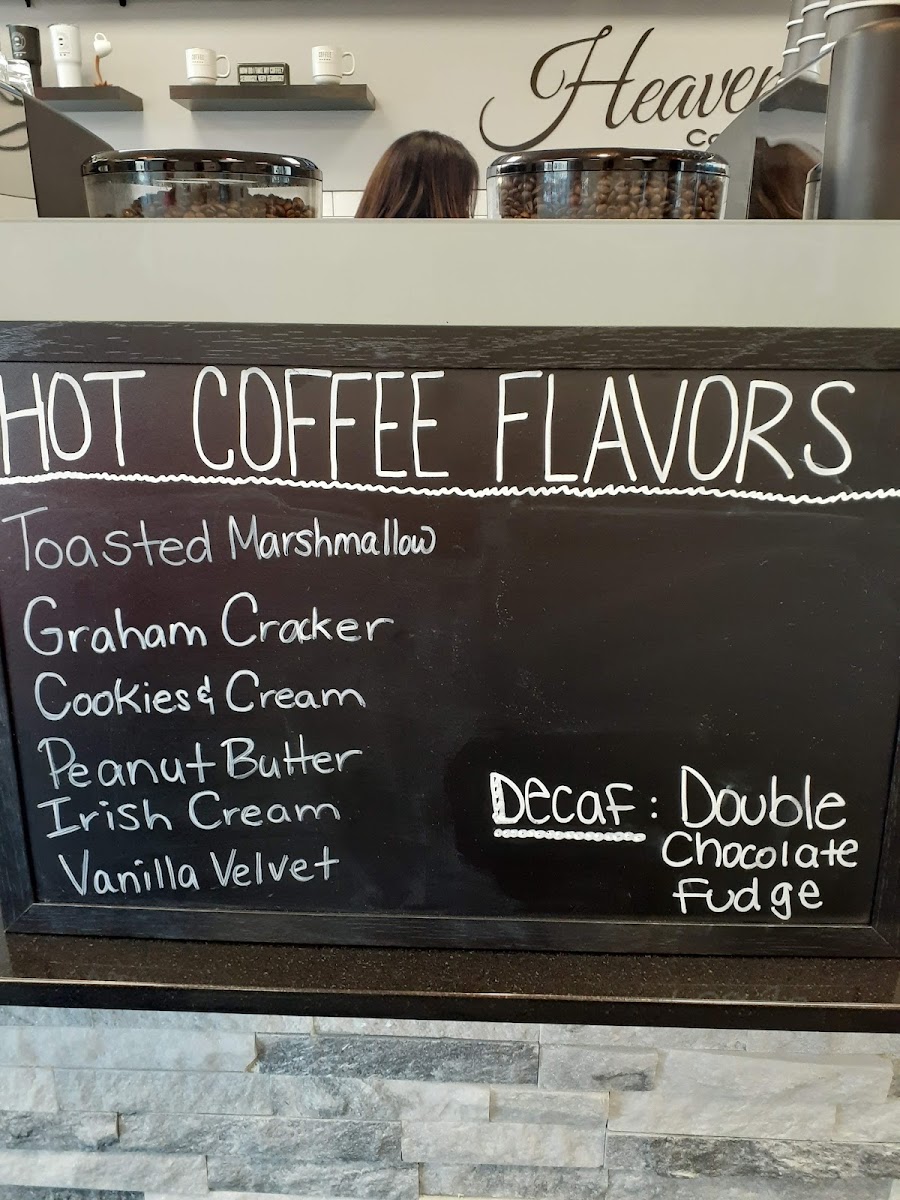 Heaven
Co
HOT COFFEE FLAVORS
Toasted Marshmallow
Graham Cracker
Cookies & Cream
Peanut Butter
Irish Cream
Vanilla Velvet
Decaf: Double
Chocolate
Fudge